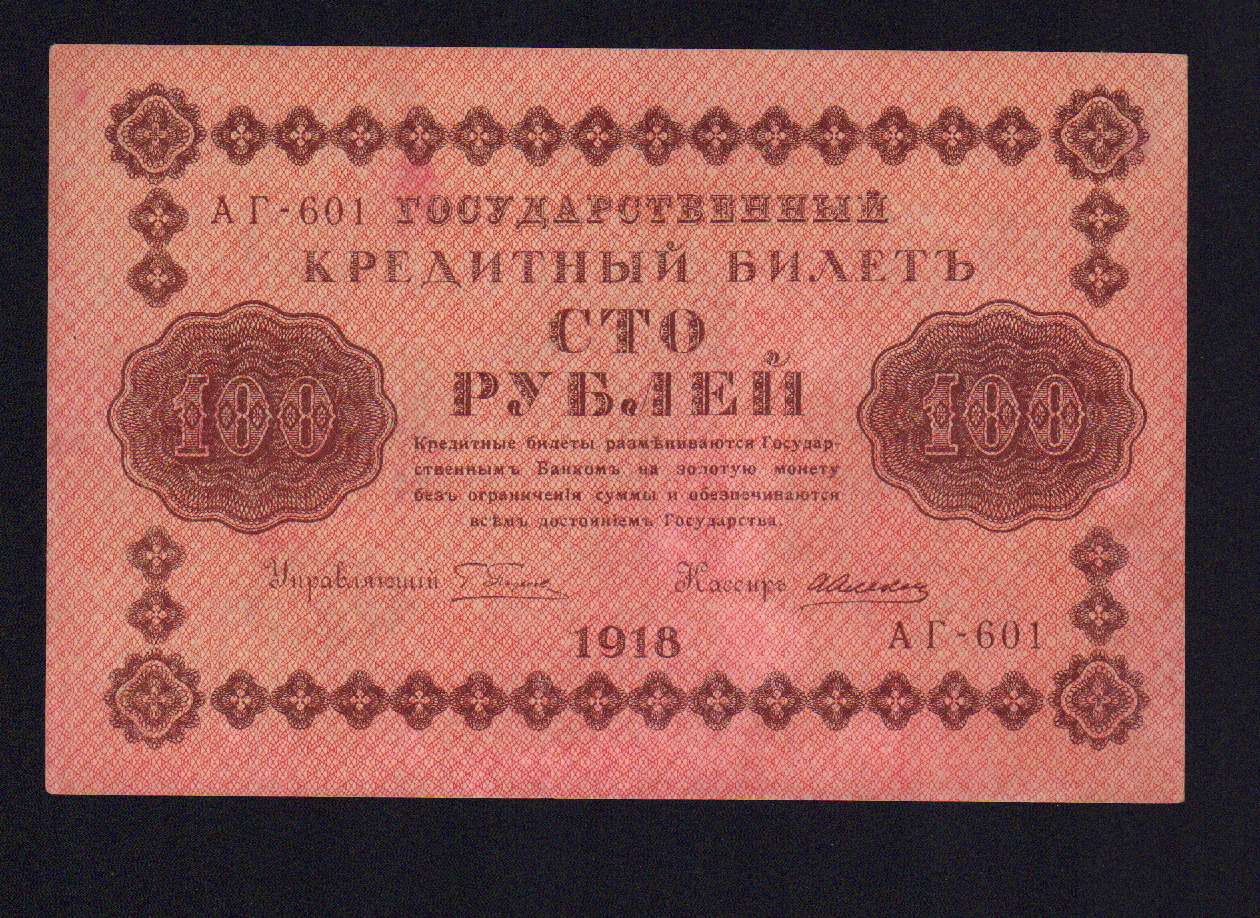 АГ-601 ГОСУДАРСТВЕННЫЙ
КРЕДИТНЫЙ БИЛЕТЪ
СТО
РУБЛЕЙ
100
100
Кредитные билеты размѣниваются Государ-
ственнымъ Банкомъ на золотую монету
безъ ограниченія суммы и обезпечиваются
всѣмъ достояніемъ Государства.
Управляющій
Кассиръ
1918
АГ-601